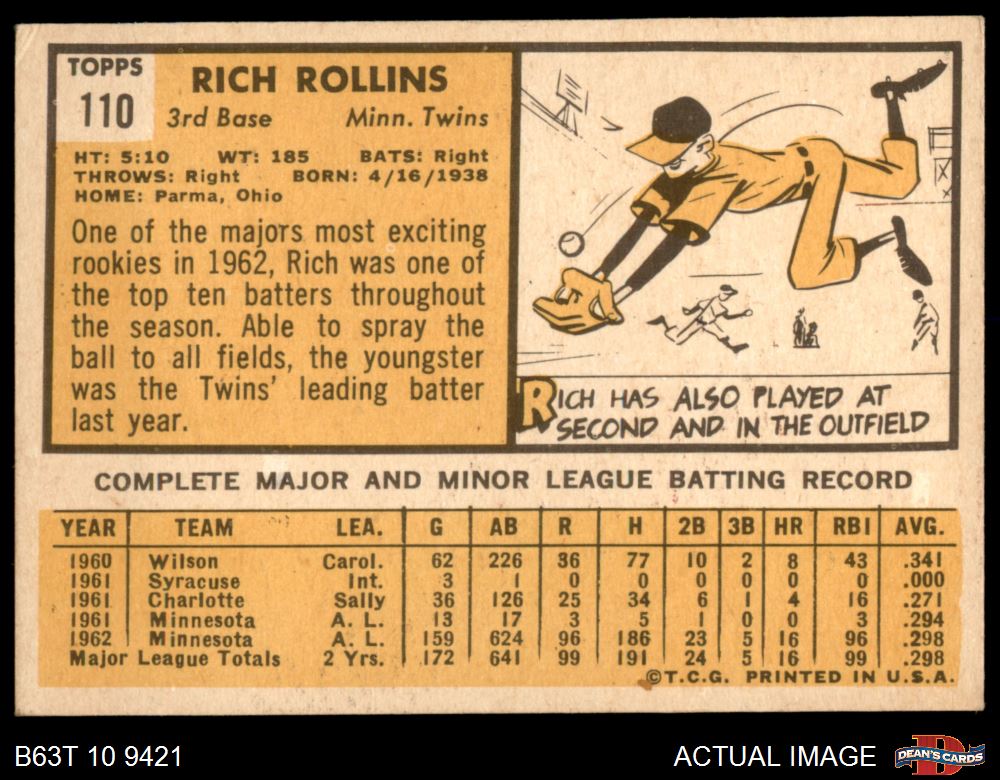 TOPPS
110
RICH ROLLINS
3rd Base Minn. Twins
HT: 5:10 WT: 185 BATS: Right
THROWS: Right BORN: 4/16/1938
HOME: Parma, Ohio
One of the majors most exciting
rookies in 1962, Rich was one of
the top ten batters throughout
the season. Able to spray the
ball to all fields, the youngster
was the Twins' leading batter
last year.
RICH HAS ALSO PLAYED AT
SECOND AND IN THE OUTFIELD
COMPLETE MAJOR AND MINOR LEAGUE BATTING RECORD
YEAR TEAM LEA. G AB R H 2B 3B HR RBI AVG.
1960 Wilson Carol. 62 226 36 77 10 2 8 43 .341
1961 Syracuse Int. 3 1 0 0 0 0 0 0 .000
1961 Charlotte Sally 36 126 25 34 6 1 4 16 .271
1961 Minnesota A. L. 13 17 3 5 1 0 0 3 .294
1962 Minnesota A. L. 159 624 96 186 23 5 16 96 .298
Major League Totals 2 Yrs. 172 641 99 191 24 5 16 99 .298
©T.C.G. PRINTED IN U.S.A.
B63T 10 9421 ACTUAL IMAGE DEAN'S CARDS